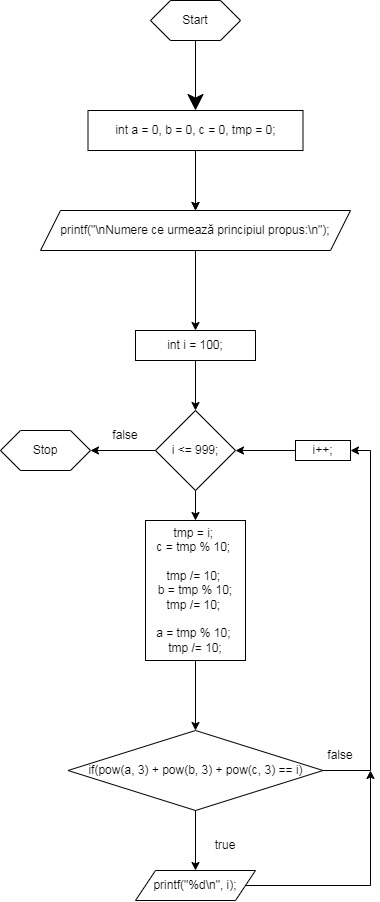 Start
int a = 0, b = 0, c = 0, tmp = 0;
printf("\nNumere ce urmează principiul propus:\n");
int i = 100;
false
Stop
i <= 999;
i++;
tmp = i;
c = tmp % 10;
tmp /= 10;
b = tmp % 10;
tmp /= 10;
a = tmp % 10;
tmp /= 10;
if(pow(a, 3) + pow(b, 3) + pow(c, 3) == i)
false
true
printf("%d\n", i);